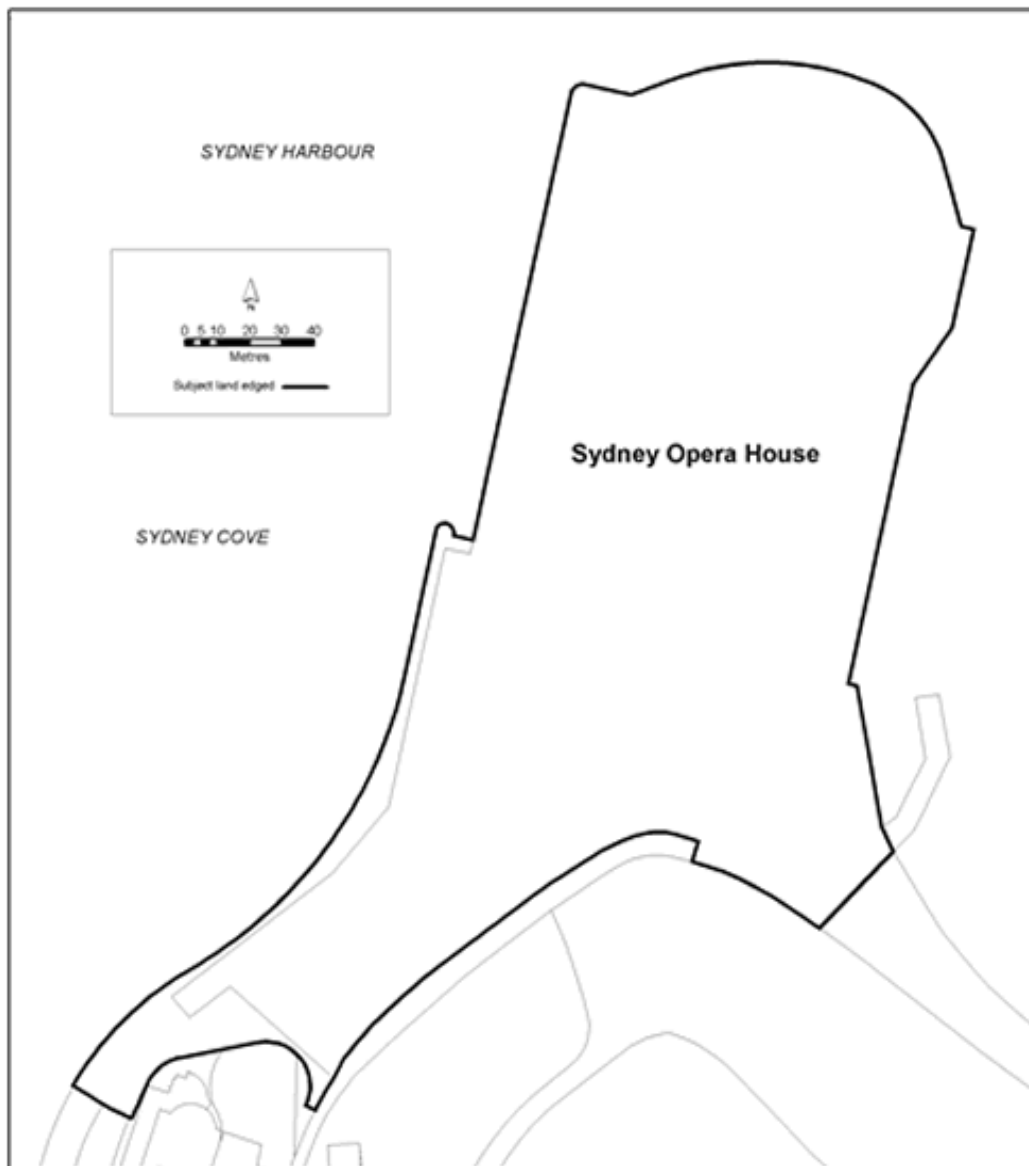 SYDNEY HARBOUR
N
0 5 10 20 30 40
Metres
Subject land edged
Sydney Opera House
SYDNEY COVE